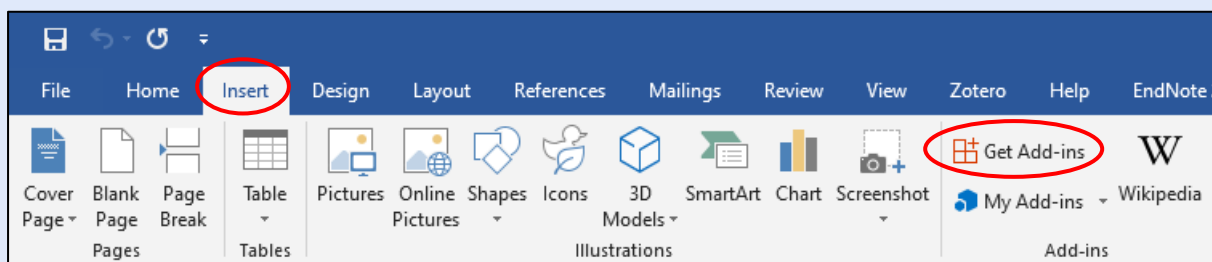 File Home Insert Design Layout References Mailings Review View Zotero Help EndNote
Cover Page
Blank Page
Page Break
Table
Pictures
Online Pictures
Shapes
Icons
3D Models
SmartArt
Chart
Screenshot
Get Add-ins
My Add-ins
W
Wikipedia
Pages Tables Illustrations Add-ins